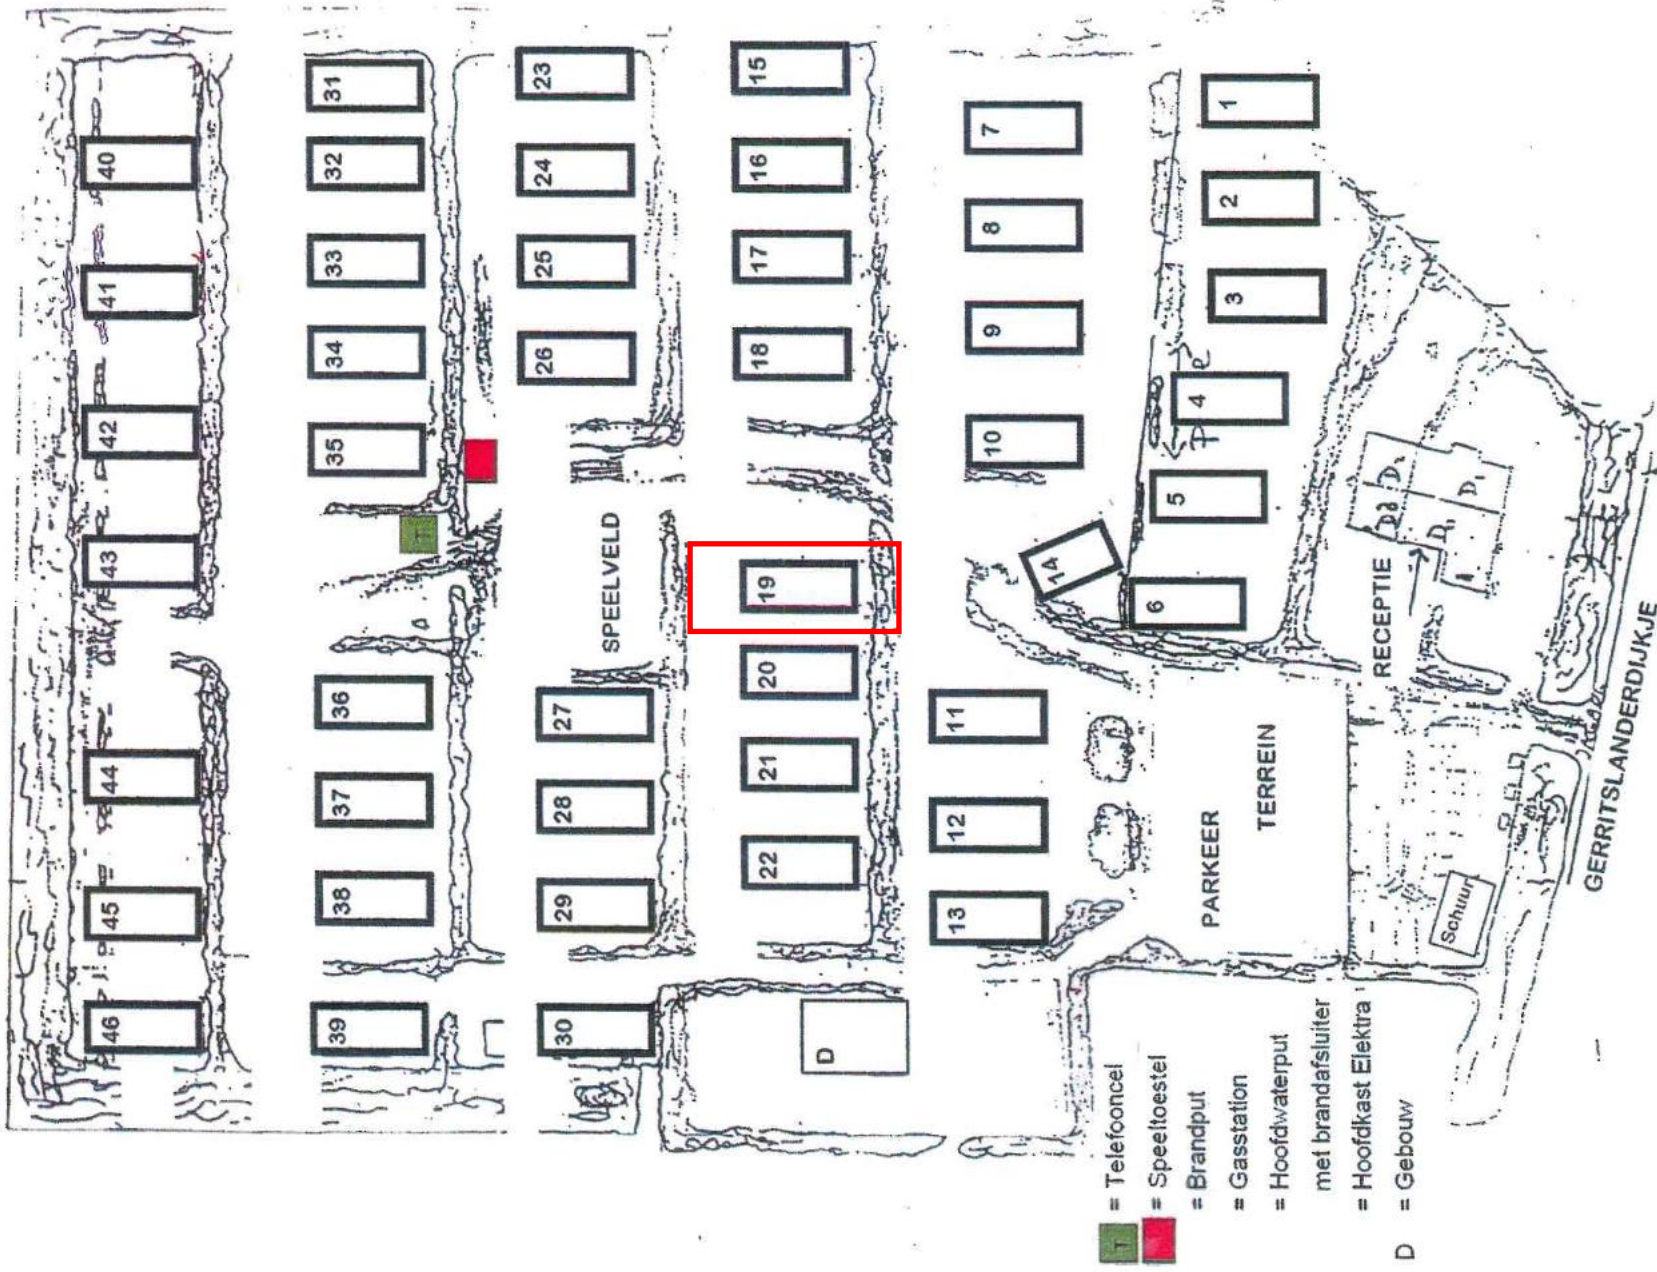 46
45
44
43
42
41
40
39
38
37
36
35
34
33
32
31
T
SPEELVELD
30
29
28
27
26
25
24
23
22
21
20
19
18
17
16
15
D
13
12
11
14
10
9
8
7
6
5
4
3
2
1
P
PARKEER
TERREIN
RECEPTIE
D2
D1
Schuur
GERRITSLANDERDIJKJE
T = Telefooncel
= Speeltoestel
= Brandput
= Gasstation
= Hoofdwaterput
met brandafsluiter
= Hoofdkast Elektra
D = Gebouw